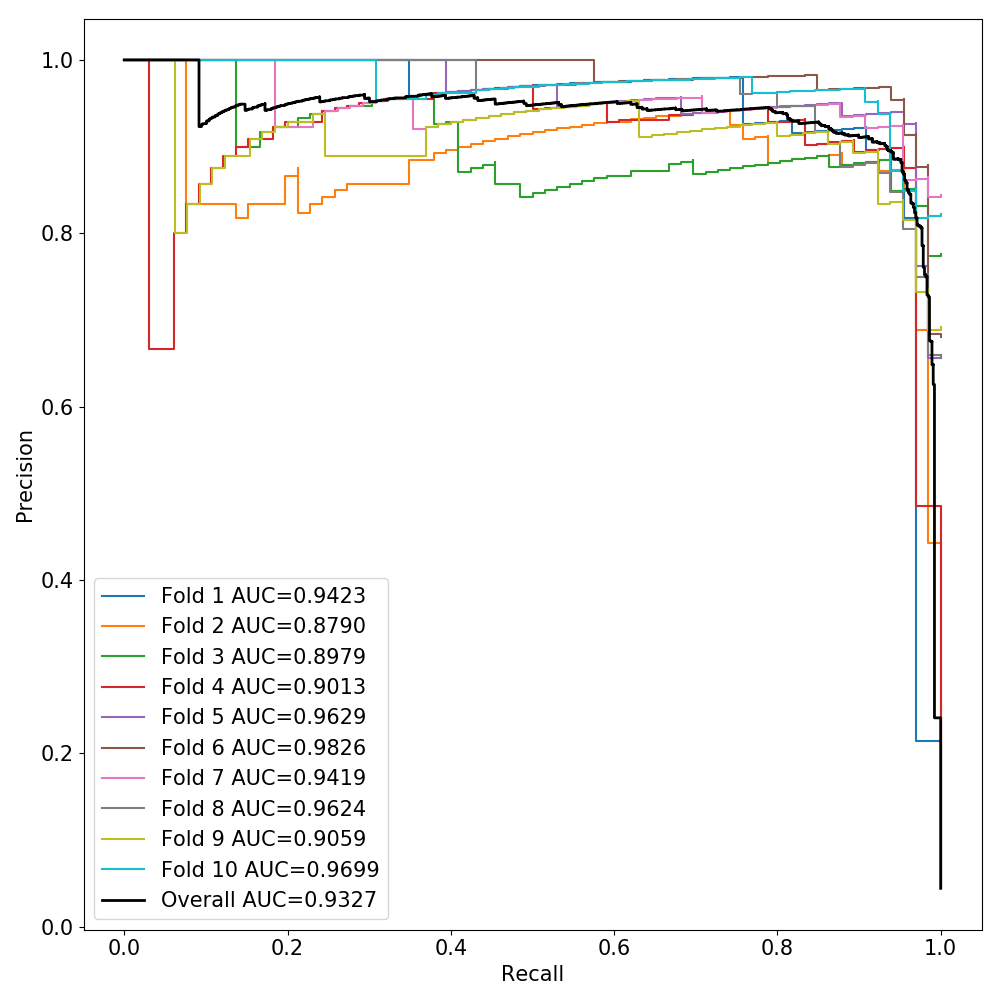 1.0
0.8
0.6
0.4
0.2
0.0
Precision
Fold 1 AUC=0.9423
Fold 2 AUC=0.8790
Fold 3 AUC=0.8979
Fold 4 AUC=0.9013
Fold 5 AUC=0.9629
Fold 6 AUC=0.9826
Fold 7 AUC=0.9419
Fold 8 AUC=0.9624
Fold 9 AUC=0.9059
Fold 10 AUC=0.9699
Overall AUC=0.9327
0.0 0.2 0.4 0.6 0.8 1.0
Recall